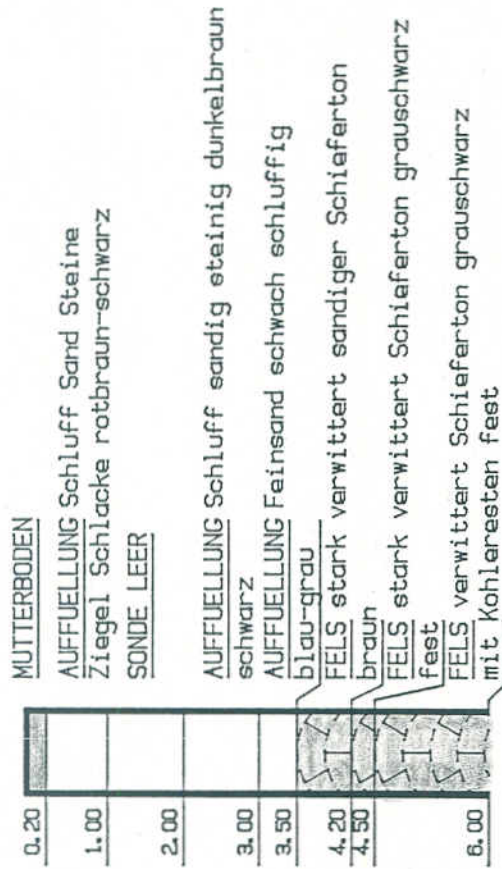 MUTTERBODEN
0.20
AUFFUELLUNG Schluff Sand Steine
Ziegel Schlacke rotbraun-schwarz
1.00
SONDE LEER
2.00
AUFFUELLUNG Schluff sandig steinig dunkelbraun
schwarz
3.00
AUFFUELLUNG Feinsand schwach schluffig
blau-grau
3.50
FELS stark verwittert sandiger Schieferton
braun
4.20
FELS stark verwittert Schieferton grauschwarz
fest
4.50
FELS verwittert Schieferton grauschwarz
mit Kohleresten fest
6.00